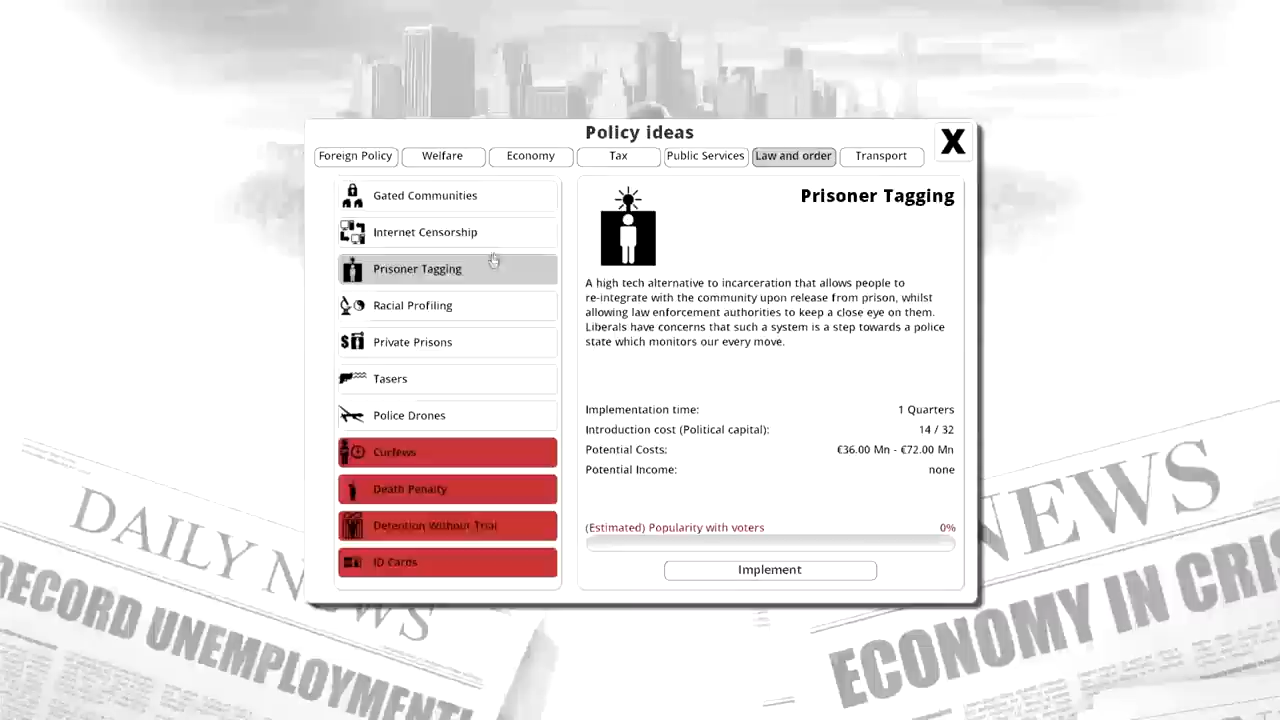 Policy ideas
X
Foreign Policy
Welfare
Economy
Tax
Public Services
Law and order
Transport
Gated Communities
Internet Censorship
Prisoner Tagging
Racial Profiling
Private Prisons
Tasers
Police Drones
Curfews
Death Penalty
Detention Without Trial
ID Cards
Prisoner Tagging
A high tech alternative to incarceration that allows people to
re-integrate with the community upon release from prison, whilst
allowing law enforcement authorities to keep a close eye on them.
Liberals have concerns that such a system is a step towards a police
state which monitors our every move.
Implementation time: 1 Quarters
Introduction cost (Political capital): 14 / 32
Potential Costs: €36.00 Mn - €72.00 Mn
Potential Income: none
(Estimated) Popularity with voters 0%
Implement
DAILY NEWS
RECORD UNEMPLOYMENT!
NEWS
ECONOMY IN CRIS